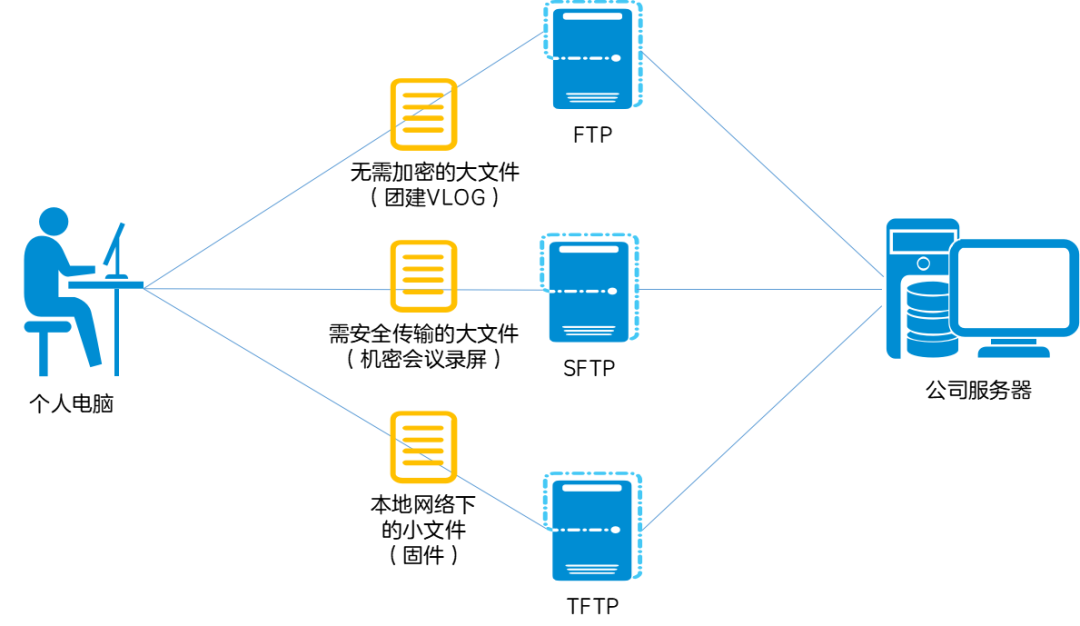 FTP
无需加密的大文件
（团建VLOG）
需安全传输的大文件
（机密会议录屏）
SFTP
个人电脑
公司服务器
本地网络下
的小文件
（固件）
TFTP